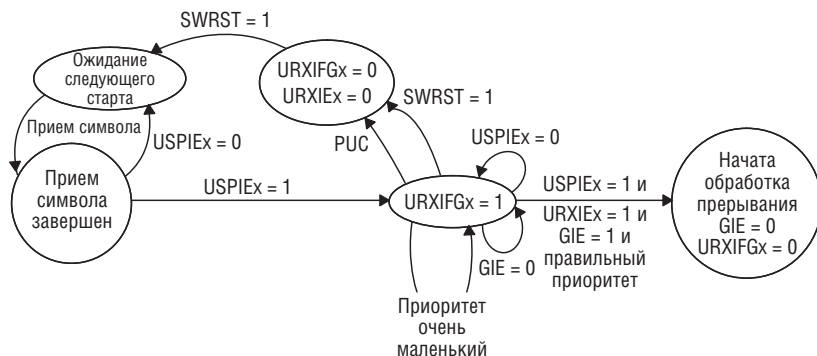 SWRST = 1
Ожидание
следующего
старта
URXIFGx = 0
URXIEx = 0
SWRST = 1
Прием символа
USPIEx = 0
PUC
USPIEx = 0
Прием
символа
завершен
USPIEx = 1
URXIFGx = 1
USPIEx = 1 и
URXIEx = 1 и
GIE = 1 и
правильный
приоритет
Начата
обработка
прерывания
GIE = 0
URXIFGx = 0
GIE = 0
Приоритет
очень
маленький